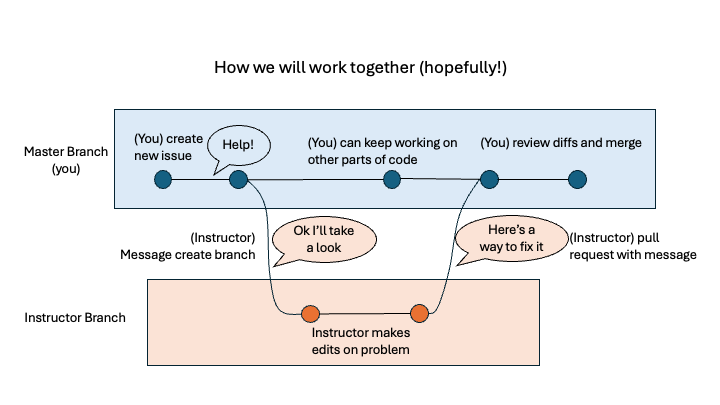 How we will work together (hopefully!)
Master Branch
(you)
(You) create
new issue
Help!
(You) can keep working on
other parts of code
(You) review diffs and merge
(Instructor)
Message create branch
Ok I'll take
a look
Here's a
way to fix it
(Instructor) pull
request with message
Instructor Branch
Instructor makes
edits on problem